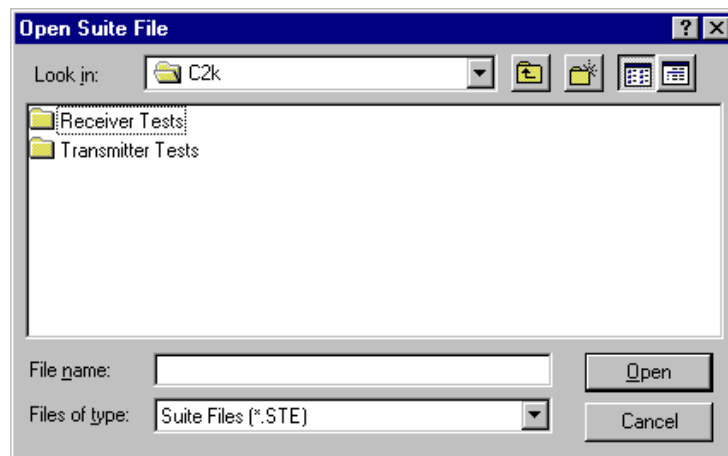 Open Suite File
Look in: C2k
Receiver Tests
Transmitter Tests
File name:
Open
Files of type: Suite Files (*.STE)
Cancel